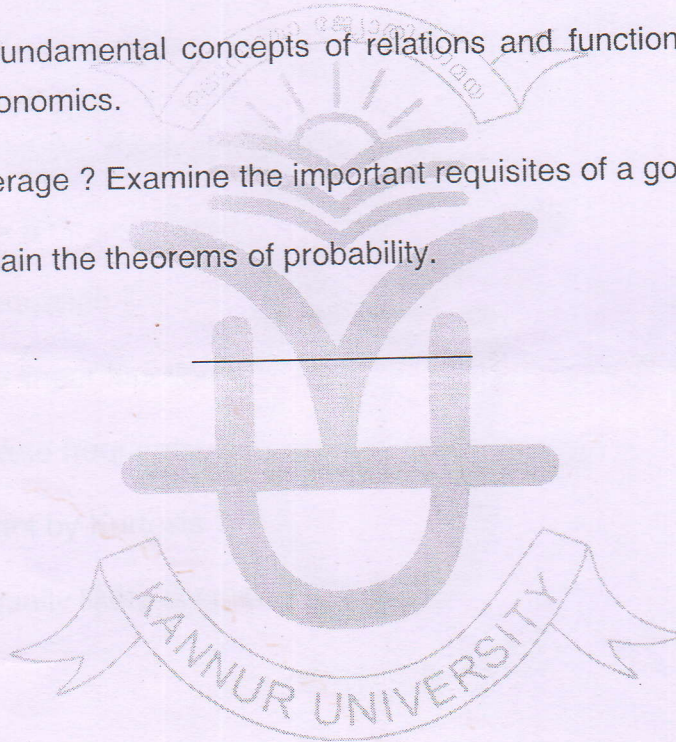 undamental concepts of relations and function
onomics.
erage ? Examine the important requisites of a go
ain the theorems of probability.
KANNUR UNIVERSITY